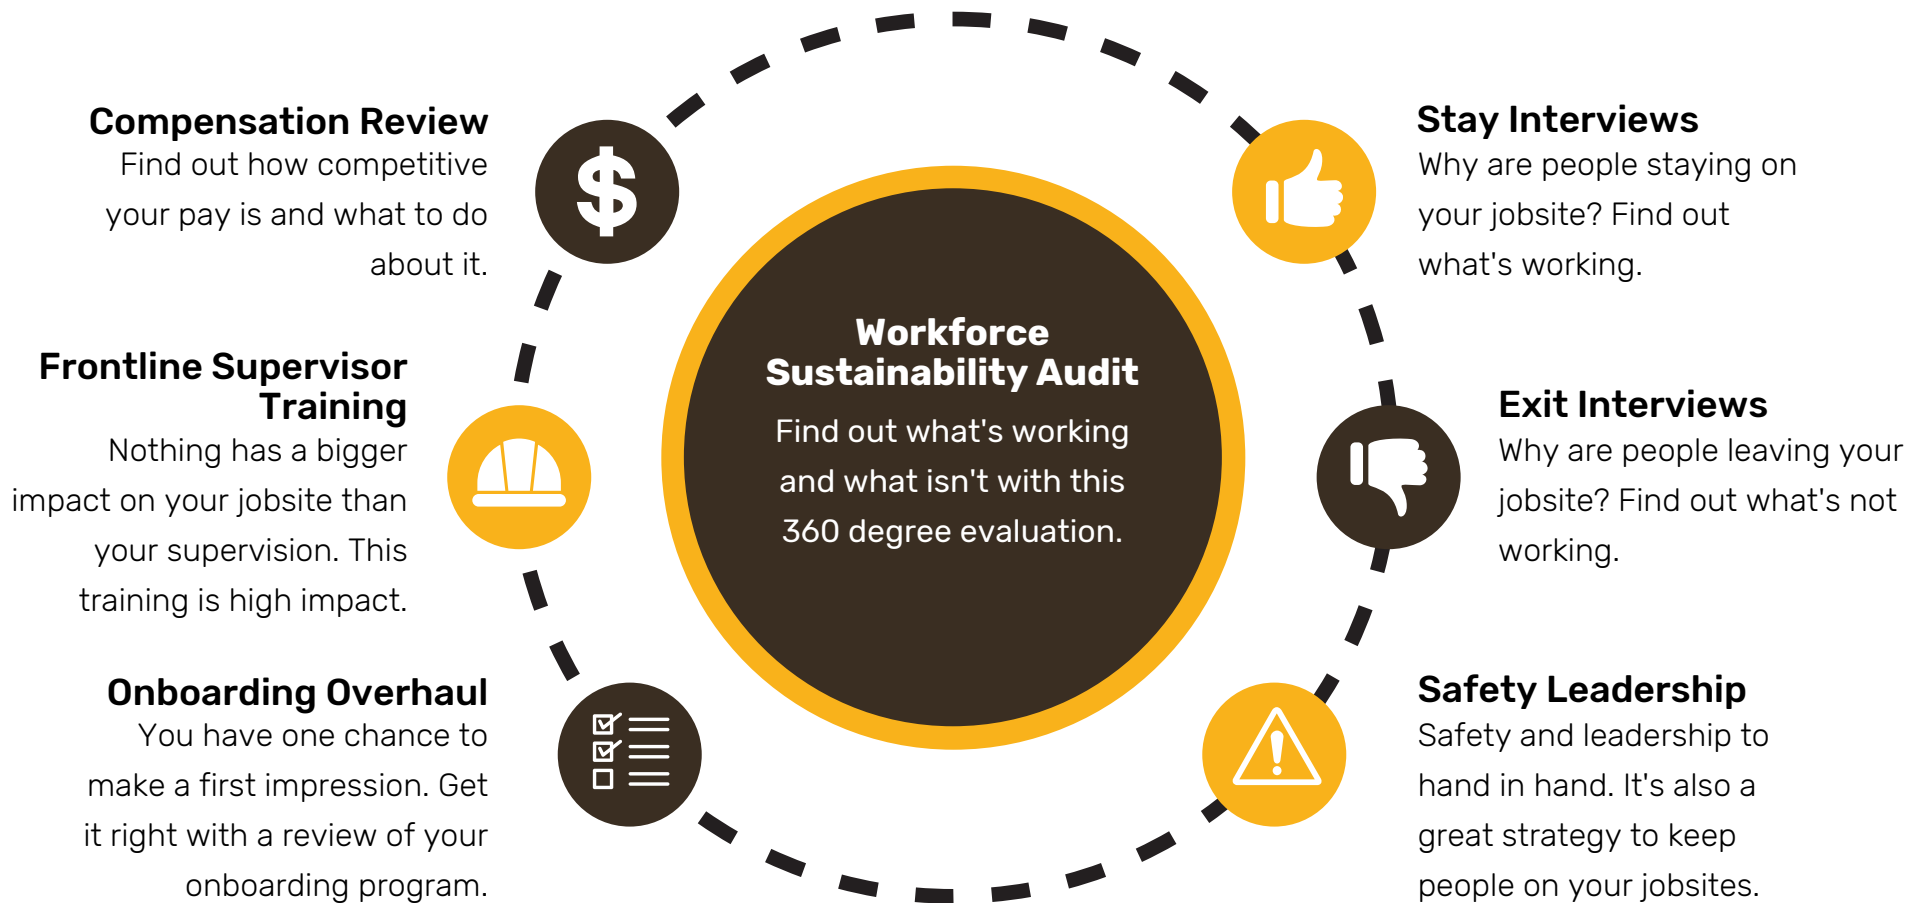 Compensation Review
Find out how competitive
your pay is and what to do
about it.
Frontline Supervisor
Training
Nothing has a bigger
impact on your jobsite than
your supervision. This
training is high impact.
Onboarding Overhaul
You have one chance to
make a first impression. Get
it right with a review of your
onboarding program.
Workforce
Sustainability Audit
Find out what's working
and what isn't with this
360 degree evaluation.
Stay Interviews
Why are people staying on
your jobsite? Find out
what's working.
Exit Interviews
Why are people leaving your
jobsite? Find out what's not
working.
Safety Leadership
Safety and leadership to
hand in hand. It's also a
great strategy to keep
people on your jobsites.